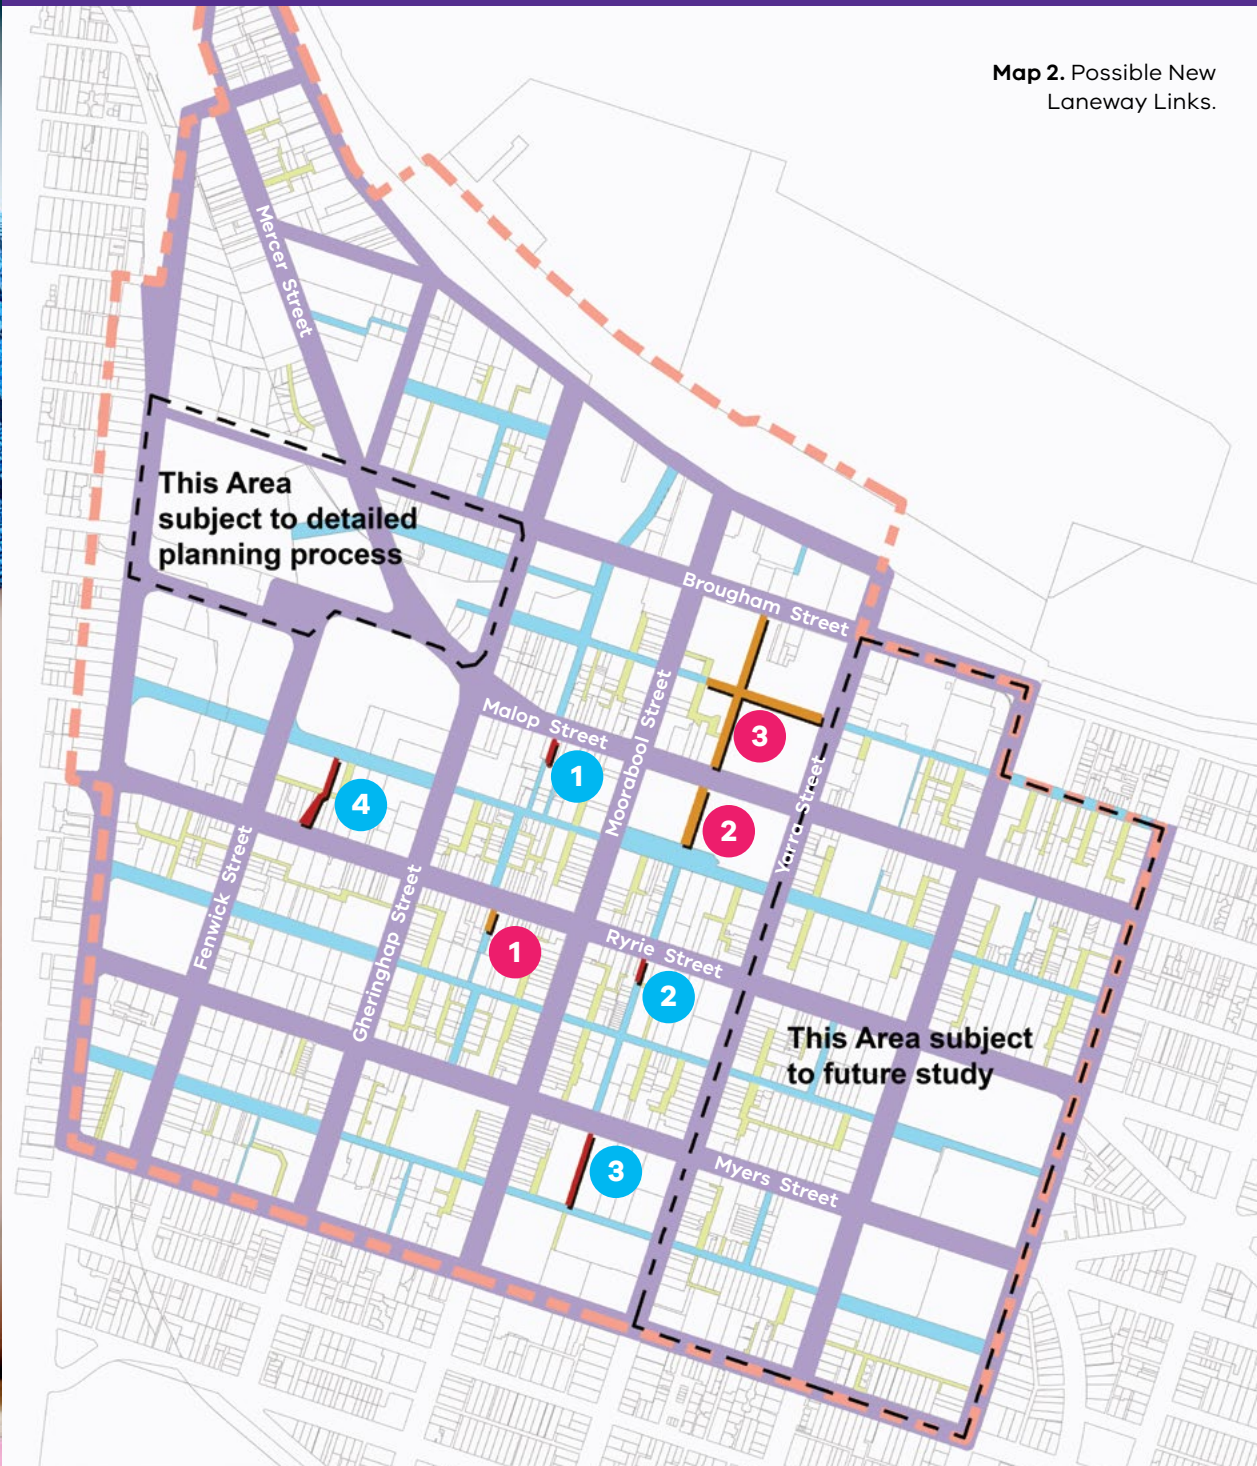 Map 2. Possible New
Laneway Links.
Mercer Street
This Area
subject to detailed
planning process
Brougham Street
Malop Street
Moorabool Street
3
1
4
2
Yarra Street
Fenwick Street
Gheringhap Street
1
Ryrie Street
2
This Area subject
to future study
3
Myers Street